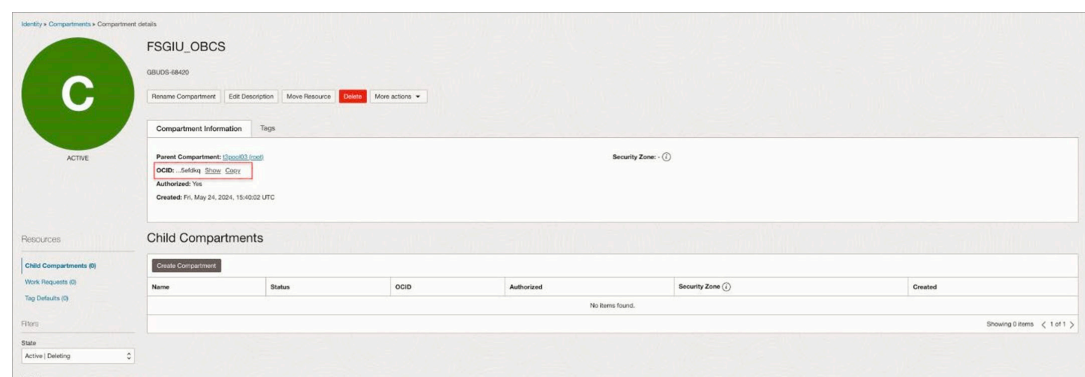 Identity » Compartments » Compartment details
C
ACTIVE
FSGIU_OBCS
GBUDS-68420
Rename Compartment Edit Description Move Resource Delete More actions
Compartment Information Tags
Parent Compartment: (root) Security Zone: -
OCID: ...5efdkq Show Copy
Authorized: Yes
Created: Fri, May 24, 2024, 15:40:02 UTC
Resources
Child Compartments (0)
Work Requests (0)
Tag Defaults (0)
Filters
State
Active | Deleting
Child Compartments
Create Compartment
Name Status OCID Authorized Security Zone Created
No items found.
Showing 0 items < 1 of 1 >